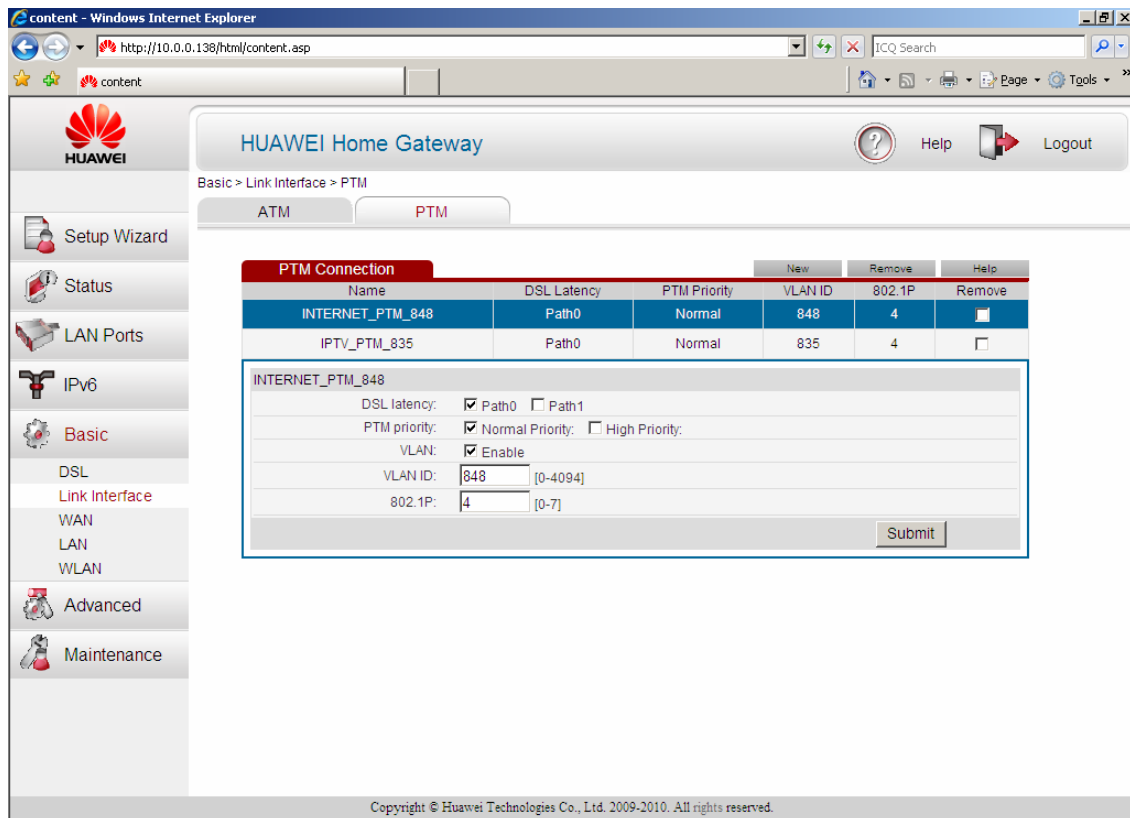 content - Windows Internet Explorer
http://10.0.0.138/html/content.asp
ICQ Search
content
Page
Tools
HUAWEI
HUAWEI Home Gateway
Help
Logout
Basic > Link Interface > PTM
ATM
PTM
Setup Wizard
Status
LAN Ports
IPv6
Basic
DSL
Link Interface
WAN
LAN
WLAN
Advanced
Maintenance
PTM Connection
New
Remove
Help
Name DSL Latency PTM Priority VLAN ID 802.1P Remove
INTERNET_PTM_848 Path0 Normal 848 4
IPTV_PTM_835 Path0 Normal 835 4
INTERNET_PTM_848
DSL latency: Path0 Path1
PTM priority: Normal Priority: High Priority:
VLAN: Enable
VLAN ID: 848 [0-4094]
802.1P: 4 [0-7]
Submit
Copyright © Huawei Technologies Co., Ltd. 2009-2010. All rights reserved.